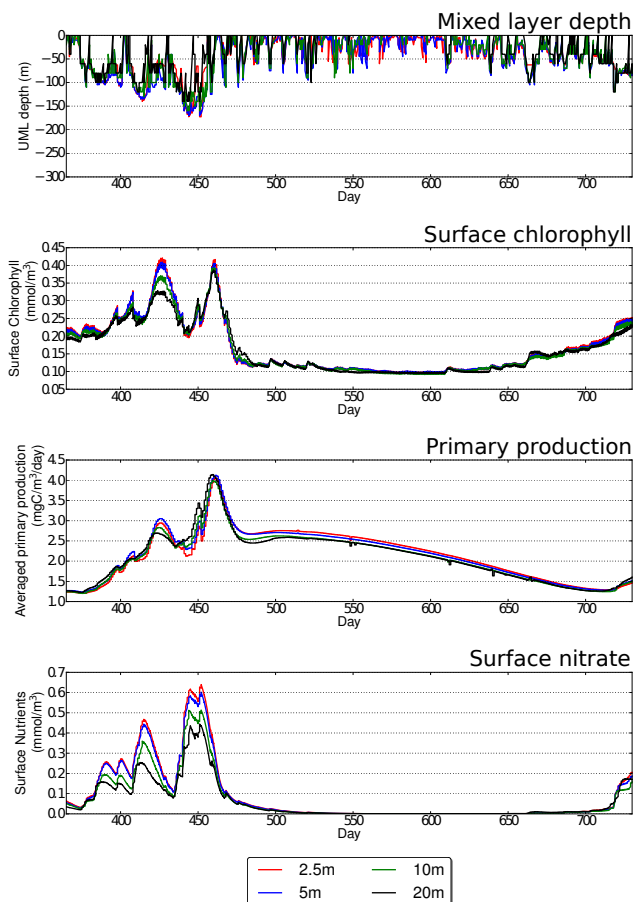 Mixed layer depth
0
−50
−100
−150
−200
−250
−300
UML depth (m)
400 450 500 550 600 650 700
Day
Surface chlorophyll
0.45
0.40
0.35
0.30
0.25
0.20
0.15
0.10
0.05
Surface Chlorophyll
(mmol/m³)
400 450 500 550 600 650 700
Day
Primary production
4.5
4.0
3.5
3.0
2.5
2.0
1.5
1.0
Averaged primary production
(mgC/m³/day)
400 450 500 550 600 650 700
Day
Surface nitrate
0.7
0.6
0.5
0.4
0.3
0.2
0.1
0.0
Surface Nutrients
(mmol/m³)
400 450 500 550 600 650 700
Day
2.5m 10m
5m 20m